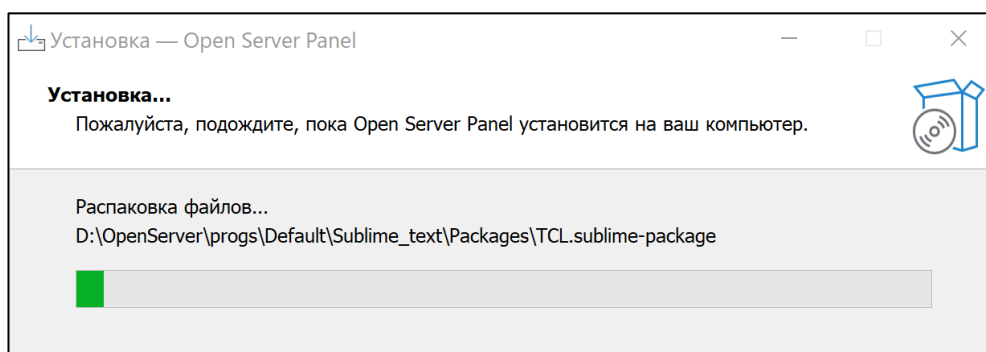 Установка — Open Server Panel
Установка...
Пожалуйста, подождите, пока Open Server Panel установится на ваш компьютер.
Распаковка файлов...
D:\OpenServer\progs\Default\Sublime_text\Packages\TCL.sublime-package